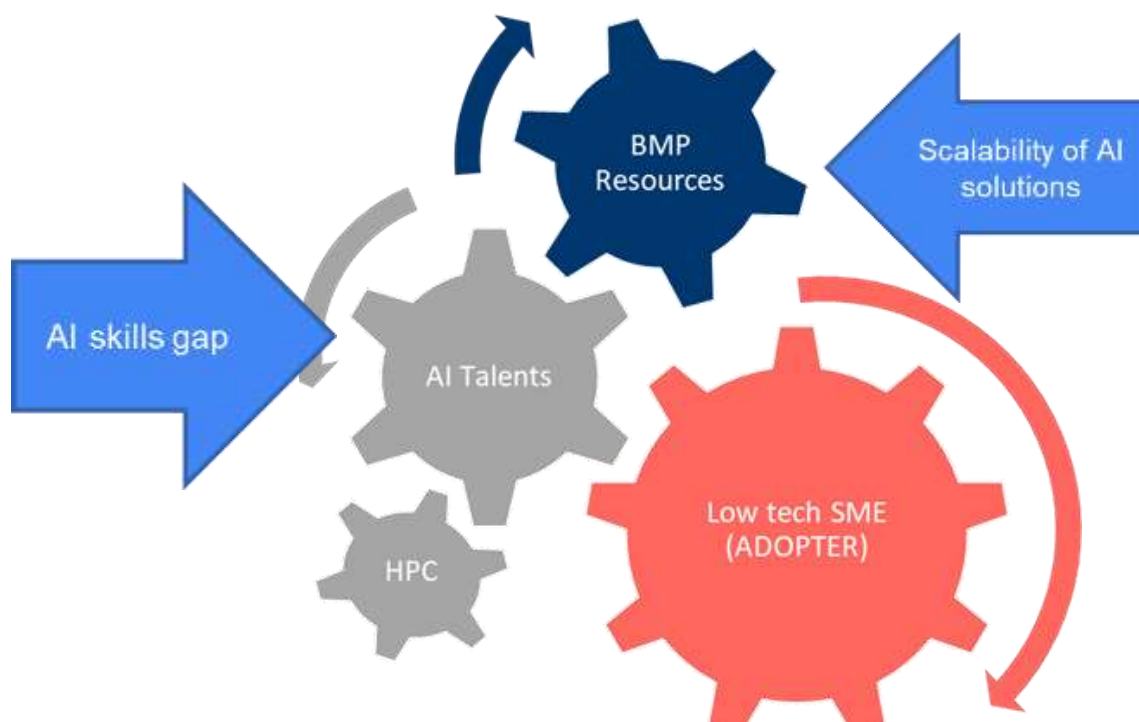 BMP
Resources
Scalability of AI
solutions
AI skills gap
AI Talents
Low tech SME
(ADOPTER)
HPC